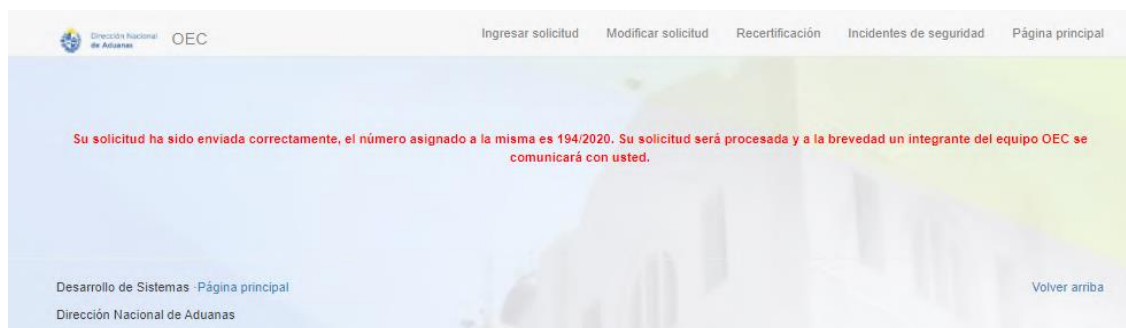 Dirección Nacional
de Aduanas
OEC
Ingresar solicitud
Modificar solicitud
Recertificación
Incidentes de seguridad
Página principal
Su solicitud ha sido enviada correctamente, el número asignado a la misma es 194/2020. Su solicitud será procesada y a la brevedad un integrante del equipo OEC se
comunicará con usted.
Desarrollo de Sistemas -Página principal
Volver arriba
Dirección Nacional de Aduanas